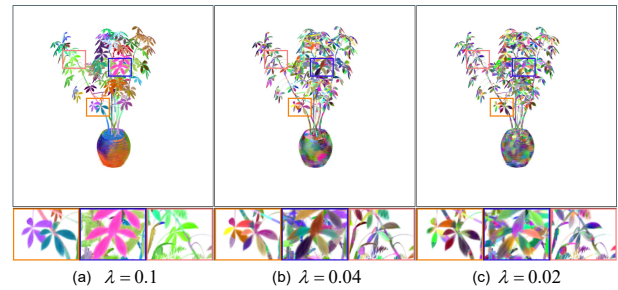 (a) λ = 0.1
(b) λ = 0.04
(c) λ = 0.02